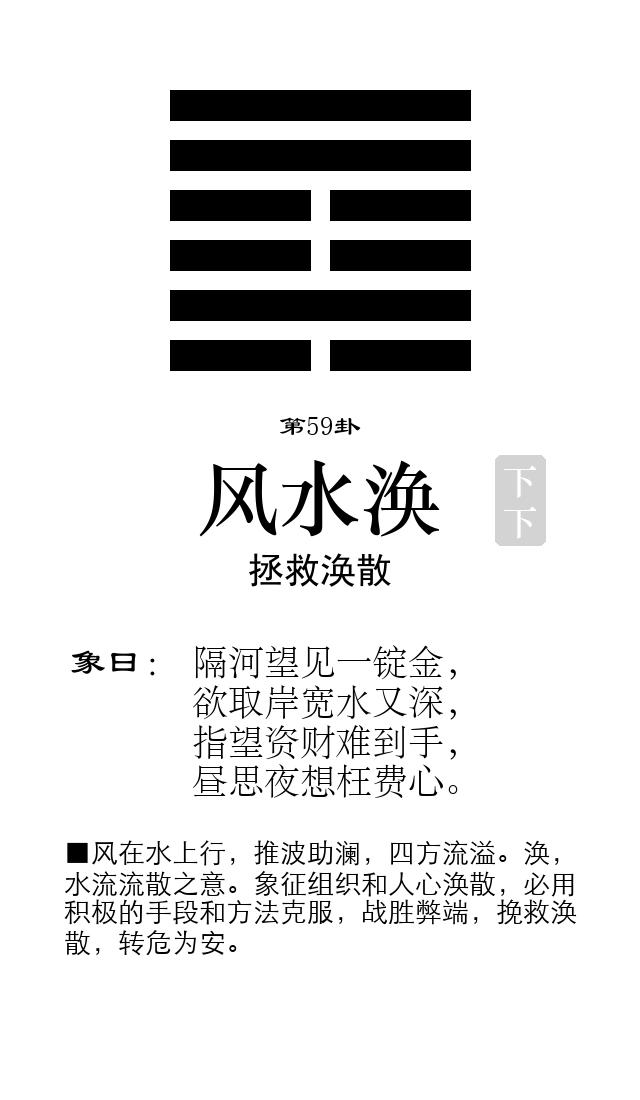 第59卦
风水涣
下下
拯救涣散
象曰：
隔河望见一锭金，
欲取岸宽水又深，
指望资财难到手，
昼思夜想枉费心。
■风在水上行，推波助澜，四方流溢。涣，
水流流散之意。象征组织和人心涣散，必用
积极的手段和方法克服，战胜弊端，挽救涣
散，转危为安。